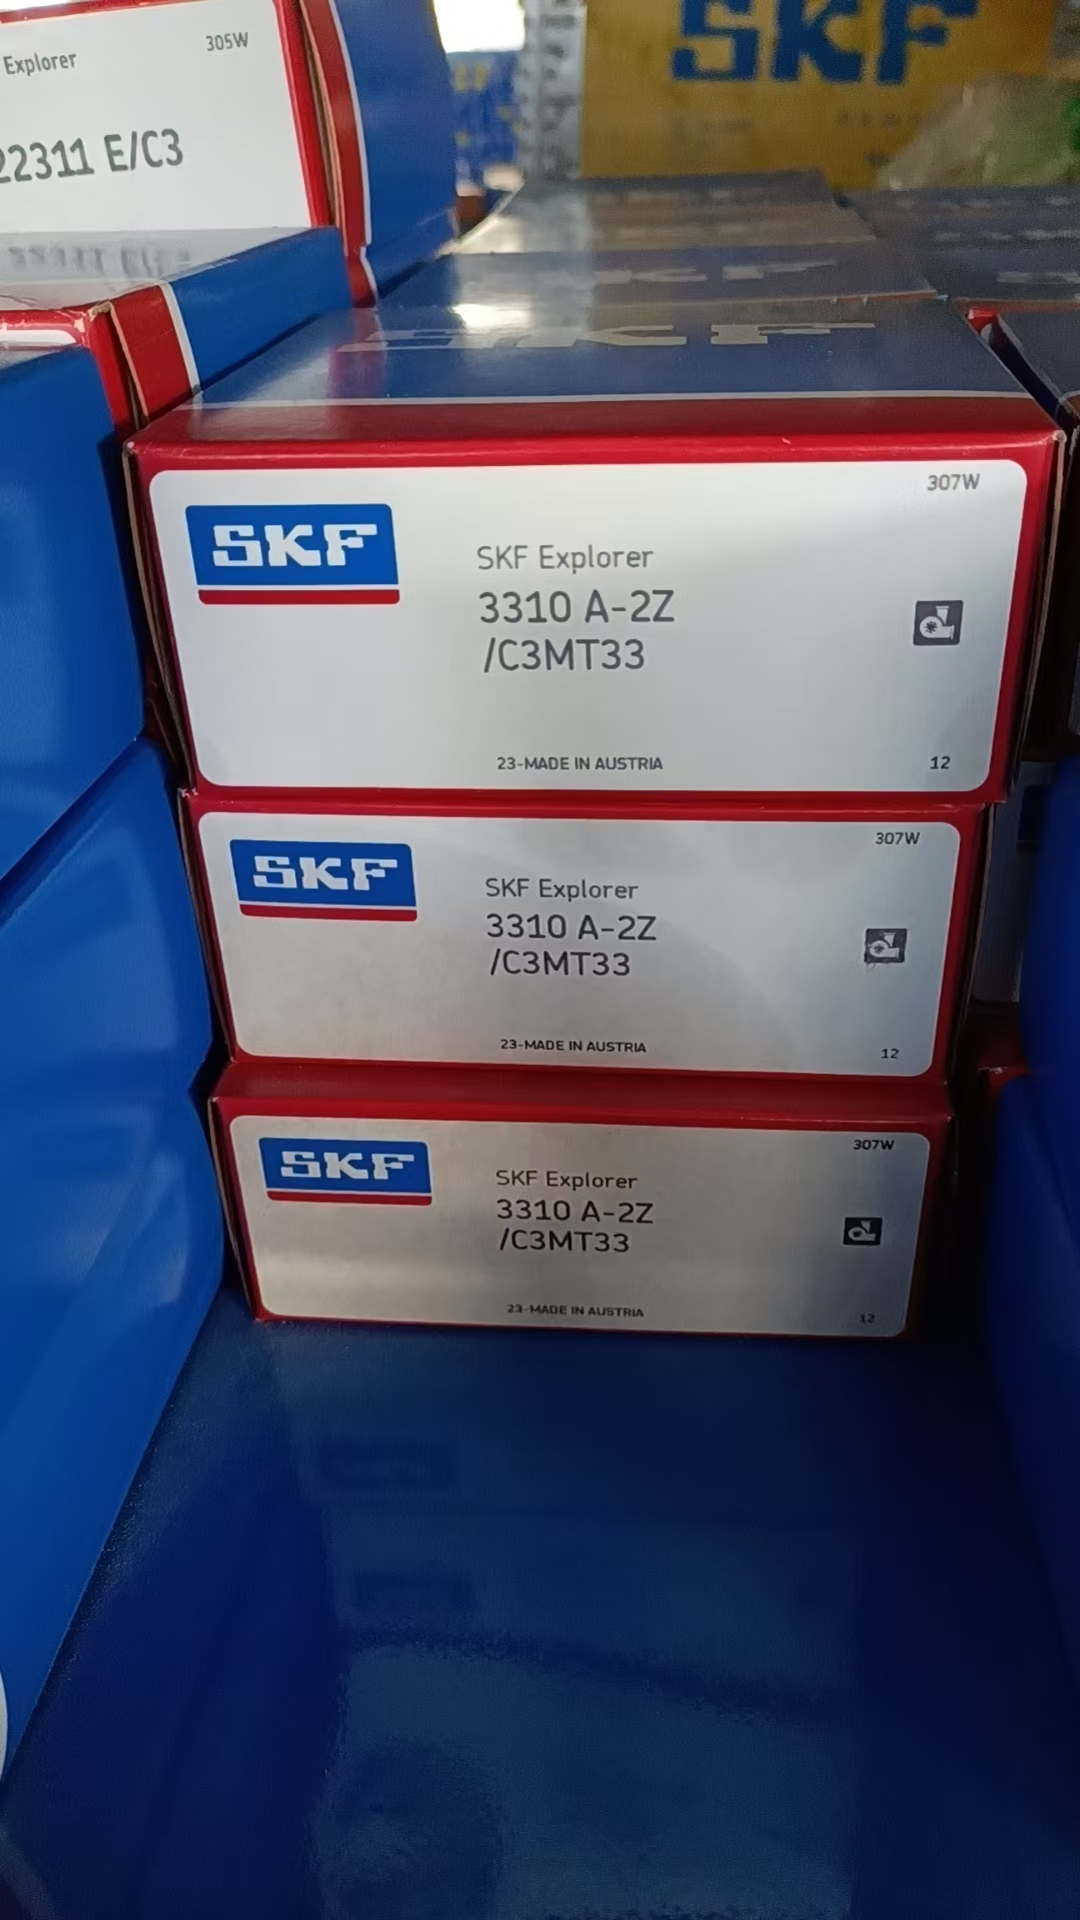 Explorer
305W
22311 E/C3
SKF
SKF
SKF
307W
SKF Explorer
3310 A-2Z
/C3MT33
23-MADE IN AUSTRIA
12
SKF
307W
SKF Explorer
3310 A-2Z
/C3MT33
23-MADE IN AUSTRIA
12
SKF
307W
SKF Explorer
3310 A-2Z
/C3MT33
23-MADE IN AUSTRIA
12